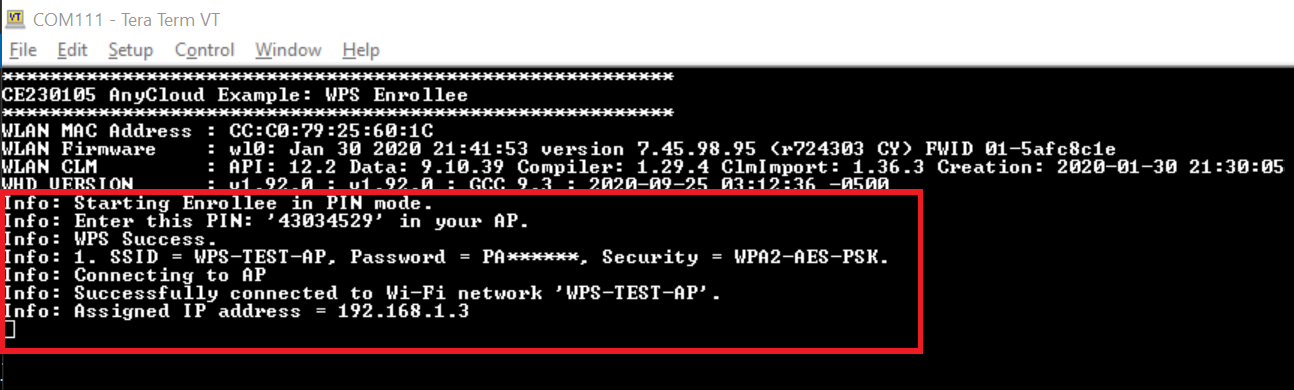 VT COM111 - Tera Term VT
File Edit Setup Control Window Help
********************************************************
CE230105 AnyCloud Example: WPS Enrollee
********************************************************
WLAN MAC Address : CC:C0:79:25:60:1C
WLAN Firmware : wl0: Jan 30 2020 21:41:53 version 7.45.98.95 (r724303 CY) FWID 01-5afc8c1e
WLAN CLM : API: 12.2 Data: 9.10.39 Compiler: 1.29.4 ClmImport: 1.36.3 Creation: 2020-01-30 21:30:05
WHD VERSION : v1.92.0 : v1.92.0 : GCC 9.3 : 2020-09-25 03:12:36 -0500
Info: Starting Enrollee in PIN mode.
Info: Enter this PIN: '43034529' in your AP.
Info: WPS Success.
Info: 1. SSID = WPS-TEST-AP, Password = PA******, Security = WPA2-AES-PSK.
Info: Connecting to AP
Info: Successfully connected to Wi-Fi network 'WPS-TEST-AP'.
Info: Assigned IP address = 192.168.1.3